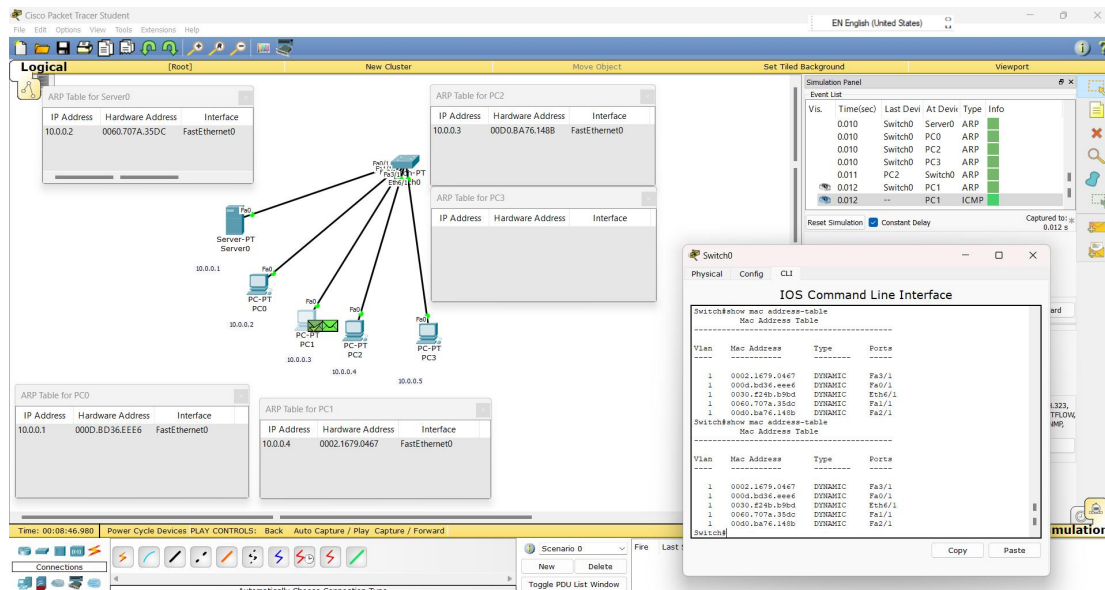 Cisco Packet Tracer Student
EN English (United States)
File Edit Options View Tools Extensions Help
Logical
[Root]
New Cluster
Move Object
Set Tiled Background
Viewport
ARP Table for Server0
IP Address Hardware Address Interface
10.0.0.2 0060.707A.35DC FastEthernet0
ARP Table for PC2
IP Address Hardware Address Interface
10.0.0.3 00D0.BA76.148B FastEthernet0
ARP Table for PC3
IP Address Hardware Address Interface
Simulation Panel
Event List
Vis. Time(sec) Last Devi At Devic Type Info
0.010 Switch0 Server0 ARP
0.010 Switch0 PC0 ARP
0.010 Switch0 PC2 ARP
0.010 Switch0 PC3 ARP
0.011 PC2 Switch0 ARP
0.012 Switch0 PC1 ARP
0.012 -- PC1 ICMP
Reset Simulation Constant Delay
Captured to:
0.012 s
Fa0
Server-PT
Server0
10.0.0.1
Fa0
PC-PT
PC0
10.0.0.2
Fa0
PC-PT
PC1
10.0.0.3
Fa0
PC-PT
PC2
10.0.0.4
Fa0
PC-PT
PC3
10.0.0.5
ARP Table for PC0
IP Address Hardware Address Interface
10.0.0.1 000D.BD36.EEE6 FastEthernet0
ARP Table for PC1
IP Address Hardware Address Interface
10.0.0.4 0002.1679.0467 FastEthernet0
Switch0
Physical Config CLI
IOS Command Line Interface
Switch#show mac address-table
Mac Address Table
-------------------------------------------
Vlan Mac Address Type Ports
---- ----------- -------- -----
1 0002.1679.0467 DYNAMIC Fa3/1
1 000d.bd36.eee6 DYNAMIC Fa0/1
1 0030.f24b.b9bd DYNAMIC Eth6/1
1 0060.707a.35dc DYNAMIC Fa1/1
1 00d0.ba76.148b DYNAMIC Fa2/1
Switch#show mac address-table
Mac Address Table
-------------------------------------------
Vlan Mac Address Type Ports
---- ----------- -------- -----
1 0002.1679.0467 DYNAMIC Fa3/1
1 000d.bd36.eee6 DYNAMIC Fa0/1
1 0030.f24b.b9bd DYNAMIC Eth6/1
1 0060.707a.35dc DYNAMIC Fa1/1
1 00d0.ba76.148b DYNAMIC Fa2/1
Switch#
Copy Paste
Time: 00:08:46.980 Power Cycle Devices PLAY CONTROLS: Back Auto Capture / Play Capture / Forward
Connections
Automatically Choose Connection Type
Scenario 0
New Delete
Toggle PDU List Window
Fire